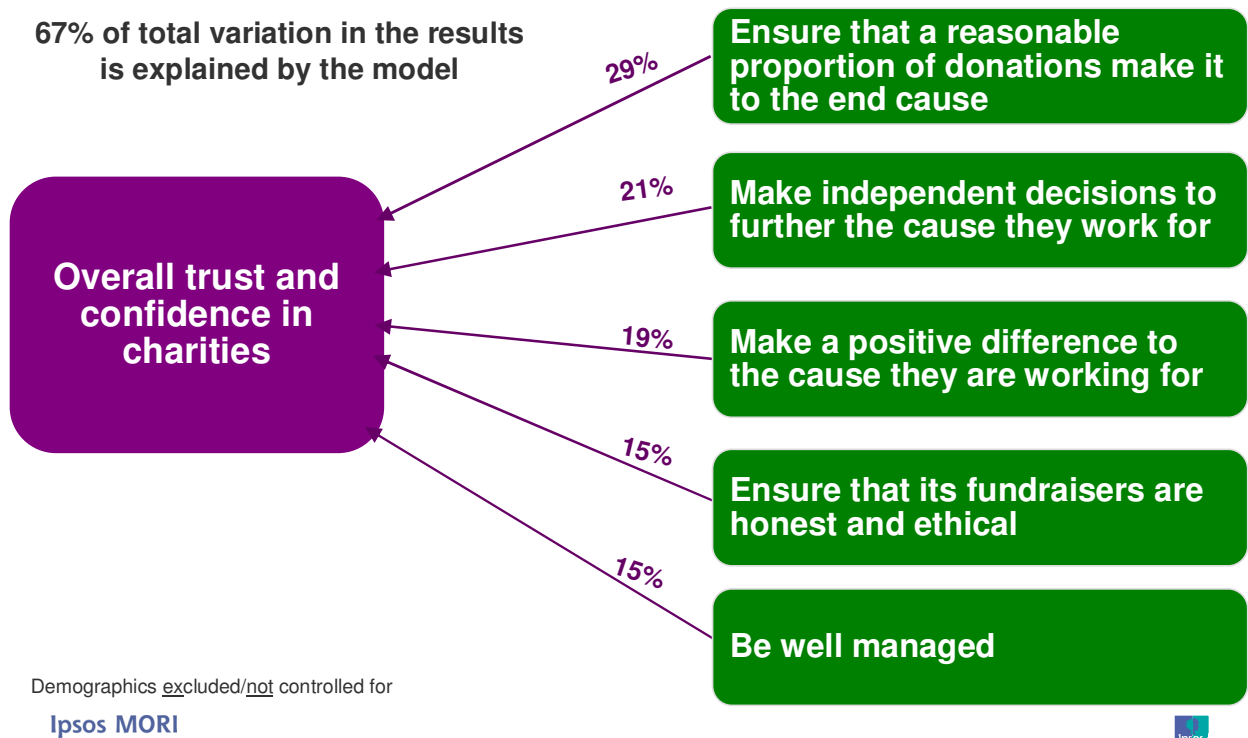 67% of total variation in the results
is explained by the model
29%
Ensure that a reasonable
proportion of donations make it
to the end cause
21%
Make independent decisions to
further the cause they work for
Overall trust and
confidence in
charities
19%
Make a positive difference to
the cause they are working for
15%
Ensure that its fundraisers are
honest and ethical
15%
Be well managed
Demographics excluded/not controlled for
Ipsos MORI
Ipsos